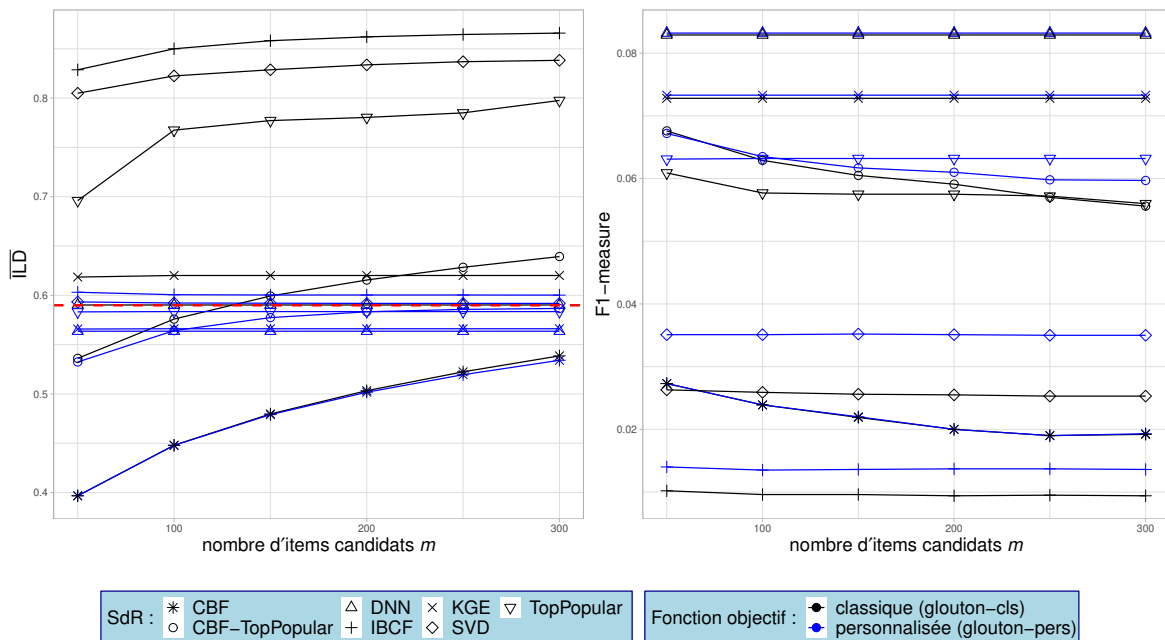 0.8
0.7
0.6
0.5
0.4
ILD
100
200
300
nombre d'items candidats m
0.08
0.06
0.04
0.02
F1−measure
100
200
300
nombre d'items candidats m
SdR : CBF DNN KGE TopPopular
CBF−TopPopular IBCF SVD
Fonction objectif : classique (glouton−cls)
personnalisée (glouton−pers)